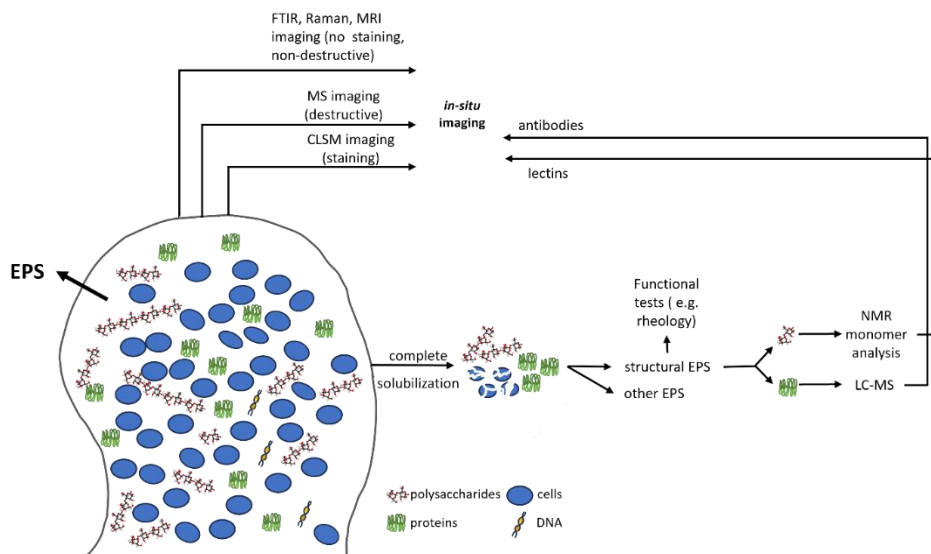 FTIR, Raman, MRI
imaging (no staining,
non-destructive)
MS imaging
(destructive)
CLSM imaging
(staining)
in-situ
imaging
antibodies
lectins
EPS
complete
solubilization
Functional
tests ( e.g.
rheology)
structural EPS
other EPS
NMR
monomer
analysis
LC-MS
polysaccharides
cells
proteins
DNA